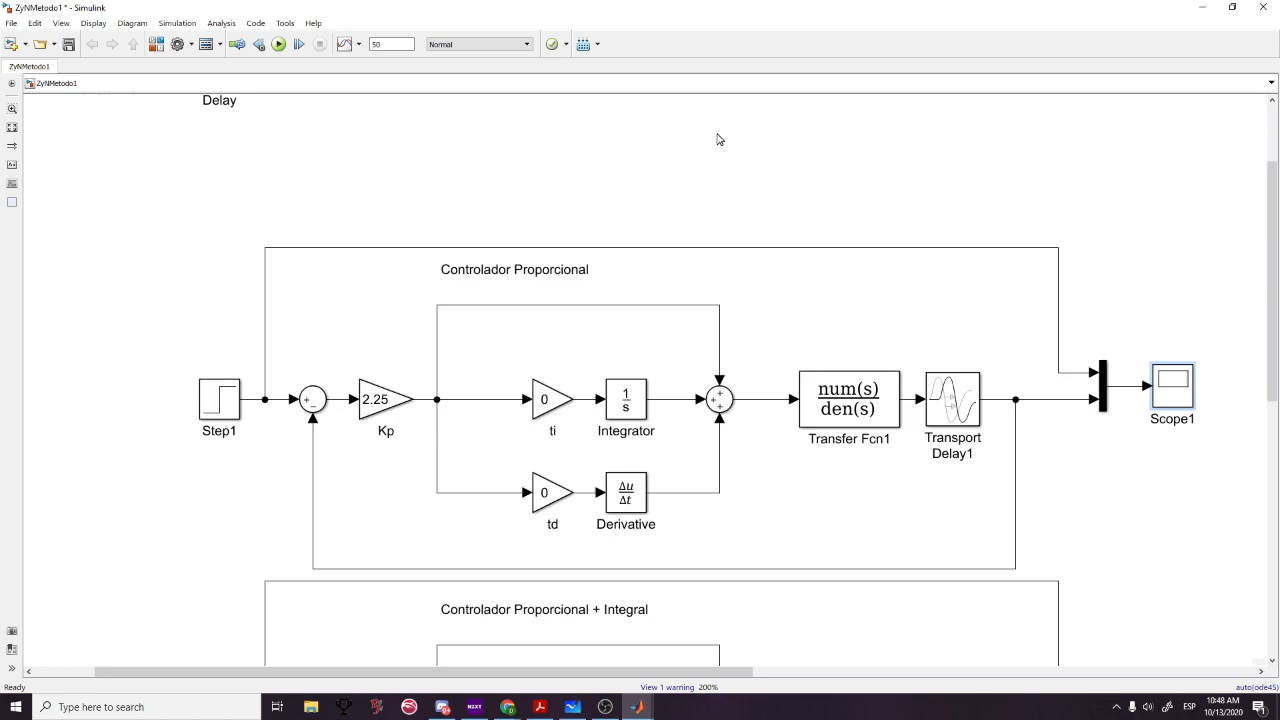 ZyNMetodo1 * - Simulink
File Edit View Display Diagram Simulation Analysis Code Tools Help
50 Normal
ZyNMetodo1
ZyNMetodo1
Delay
Controlador Proporcional
2.25 0 1/s num(s)/den(s)
Step1 Kp ti Integrator Transfer Fcn1 Transport Delay1 Scope1
0 Δu/Δt
td Derivative
Controlador Proporcional + Integral
Ready View 1 warning 200% auto(ode45)
Type here to search ESP 10:48 AM
10/13/2020